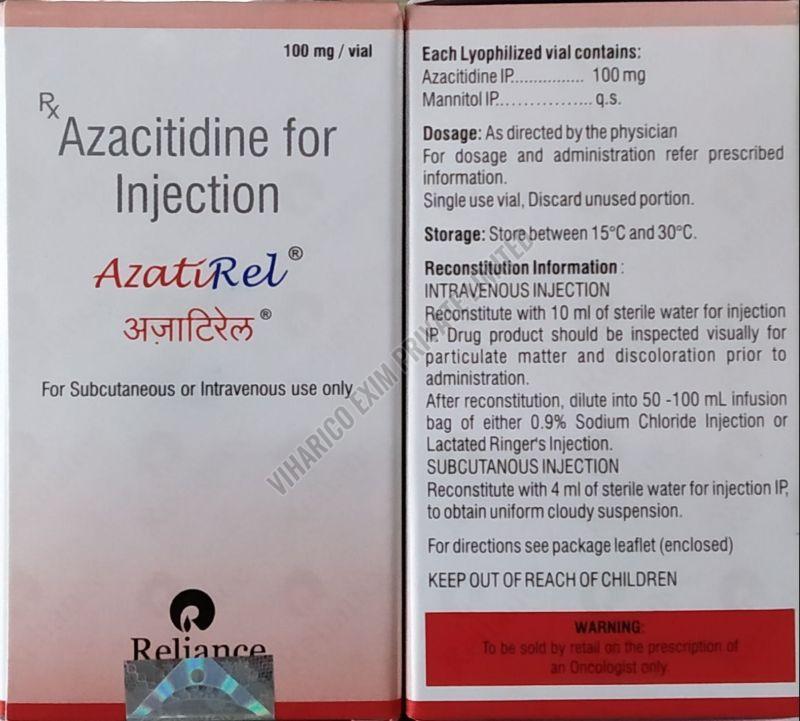 100 mg / vial
Rx
Azacitidine for
Injection
AzatiRel®
अज़ाटिरेल®
For Subcutaneous or Intravenous use only
Reliance
Each Lyophilized vial contains:
Azacitidine IP................ 100 mg
Mannitol IP................. q.s.
Dosage: As directed by the physician
For dosage and administration refer prescribed
information.
Single use vial, Discard unused portion.
Storage: Store between 15°C and 30°C.
Reconstitution Information :
INTRAVENOUS INJECTION
Reconstitute with 10 ml of sterile water for injection
IP. Drug product should be inspected visually for
particulate matter and discoloration prior to
administration.
After reconstitution, dilute into 50 -100 mL infusion
bag of either 0.9% Sodium Chloride Injection or
Lactated Ringer's Injection.
SUBCUTANOUS INJECTION
Reconstitute with 4 ml of sterile water for injection IP,
to obtain uniform cloudy suspension.
For directions see package leaflet (enclosed)
KEEP OUT OF REACH OF CHILDREN
WARNING:
To be sold by retail on the prescription of
an Oncologist only.
VIHARICO EXIM PRIVATE LIMITED